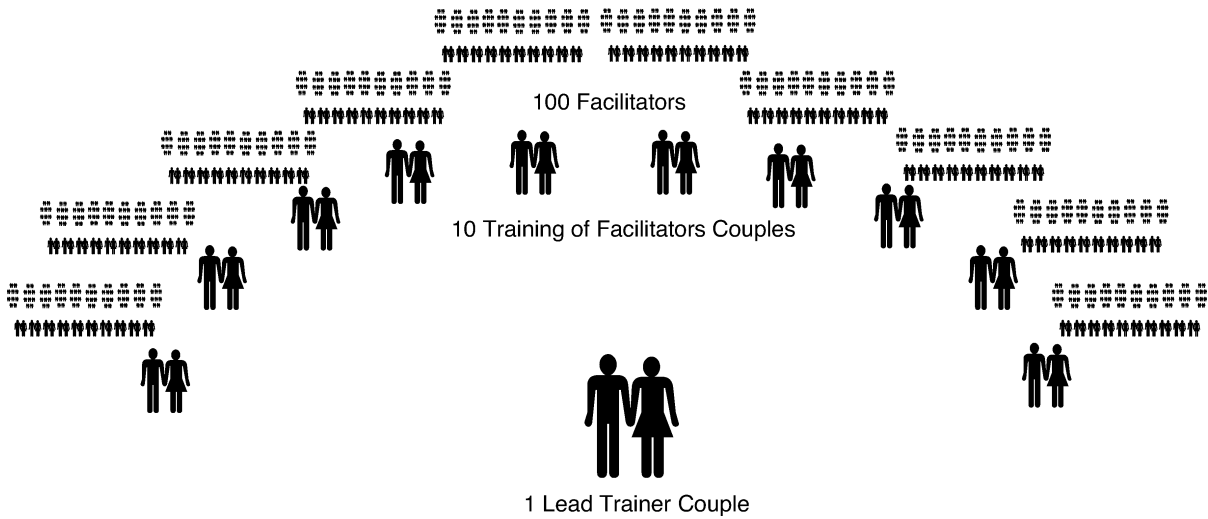 100 Facilitators
10 Training of Facilitators Couples
1 Lead Trainer Couple